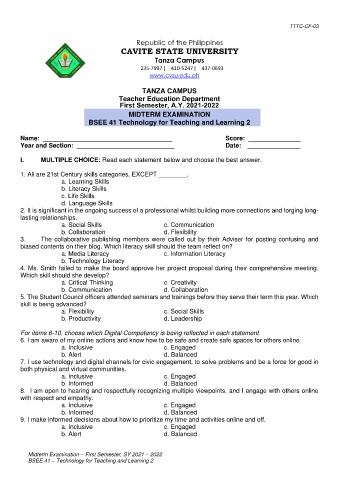 TTTC-GF-03
Republic of the Philippines
CAVITE STATE UNIVERSITY
Tanza Campus
235-7997 | 410-5247 | 437-0693
www.cvsu.edu.ph
TANZA CAMPUS
Teacher Education Department
First Semester, A.Y. 2021-2022
MIDTERM EXAMINATION
BSEE 41 Technology for Teaching and Learning 2
Name: ________ Score: ________
Year and Section: ________ Date: ________
I. MULTIPLE CHOICE: Read each statement below and choose the best answer.
1. All are 21st Century skills categories, EXCEPT ________.
a. Learning Skills
b. Literacy Skills
c. Life Skills
d. Language Skills
2. It is significant in the ongoing success of a professional whilst building more connections and forging long-
lasting relationships.
a. Social Skills c. Communication
b. Collaboration d. Flexibility
3. The collaborative publishing members were called out by their Adviser for posting confusing and
biased contents on their blog. Which literacy skill should the team reflect on?
a. Media Literacy c. Information Literacy
b. Technology Literacy
4. Ms. Smith failed to make the board approve her project proposal during their comprehensive meeting.
Which skill should she develop?
a. Critical Thinking c. Creativity
b. Communication d. Collaboration
5. The Student Council officers attended seminars and trainings before they serve their term this year. Which
skill is being advanced?
a. Flexibility c. Social Skills
b. Productivity d. Leadership
For items 6-10, choose which Digital Competency is being reflected in each statement.
6. I am aware of my online actions and know how to be safe and create safe spaces for others online.
a. Inclusive c. Engaged
b. Alert d. Balanced
7. I use technology and digital channels for civic engagement, to solve problems and be a force for good in
both physical and virtual communities.
a. Inclusive c. Engaged
b. Informed d. Balanced
8. I am open to hearing and respectfully recognizing multiple viewpoints, and I engage with others online
with respect and empathy.
a. Inclusive c. Engaged
b. Informed d. Balanced
9. I make informed decisions about how to prioritize my time and activities online and off.
a. Inclusive c. Engaged
b. Alert d. Balanced
Midterm Examination – First Semester, SY 2021 – 2022
BSEE 41 – Technology for Teaching and Learning 2